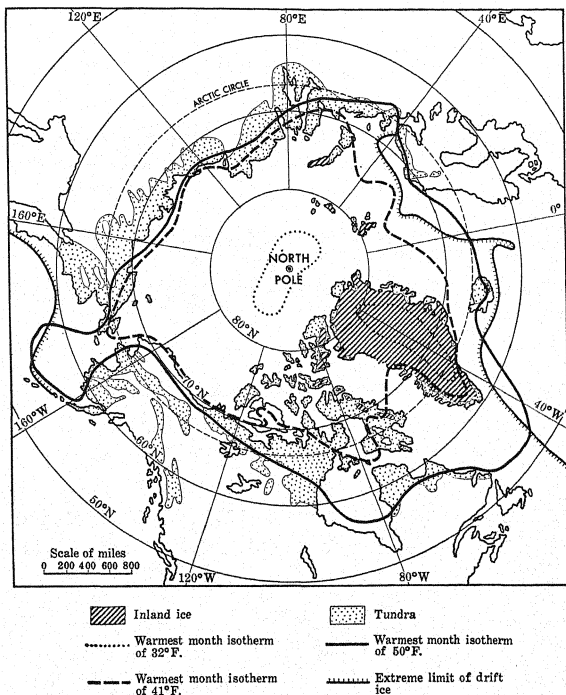 120°E
80°E
40°E
ARCTIC CIRCLE
160°E
0°
NORTH
POLE
80°N
70°N
160°W
60°N
40°W
50°N
Scale of miles
0 200 400 600 800
120°W
80°W
Inland ice
Tundra
Warmest month isotherm
of 32°F.
Warmest month isotherm
of 50°F.
Warmest month isotherm
of 41°F.
Extreme limit of drift
ice